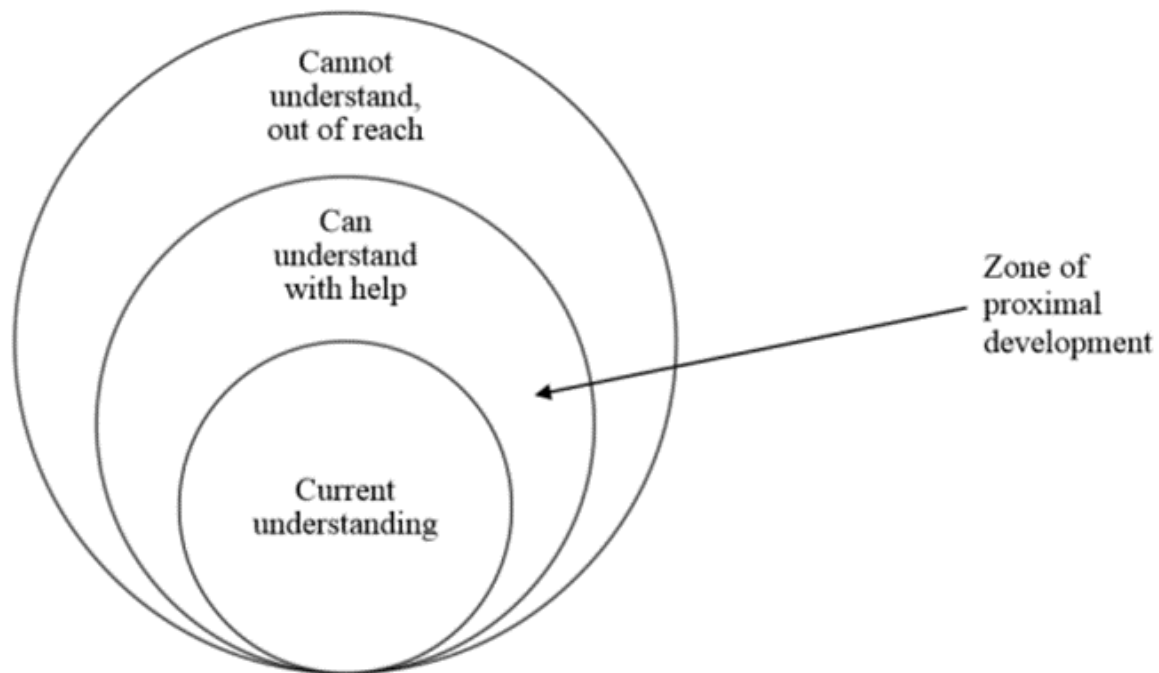 Cannot
understand,
out of reach
Can
understand
with help
Zone of
proximal
development
Current
understanding